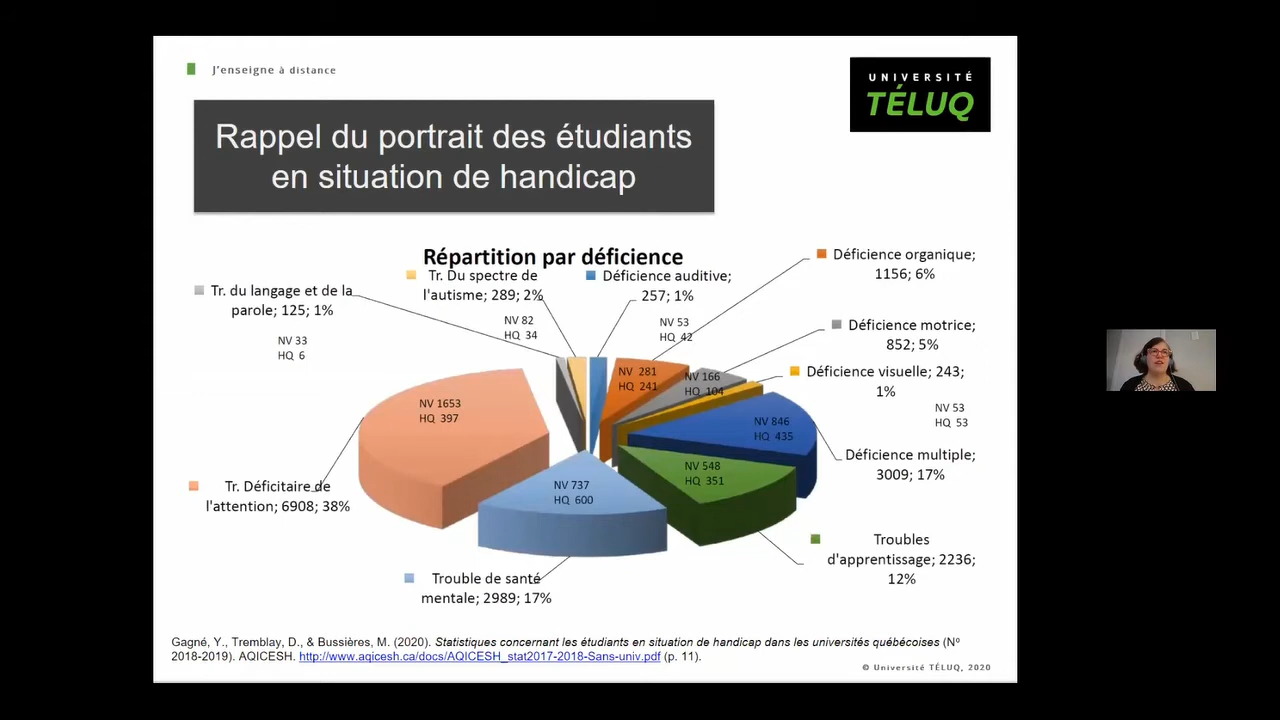 J'enseigne à distance
UNIVERSITÉ
TÉLUQ
Rappel du portrait des étudiants
en situation de handicap
Répartition par déficience
Tr. du langage et de la
parole; 125; 1%
NV 33
HQ 6
Tr. Du spectre de
l'autisme; 289; 2%
NV 82
HQ 34
Déficience auditive;
257; 1%
NV 53
HQ 42
Déficience organique;
1156; 6%
NV 281
HQ 241
Déficience motrice;
852; 5%
NV 166
HQ 104
Déficience visuelle; 243;
1%
NV 53
HQ 53
NV 846
HQ 435
Déficience multiple;
3009; 17%
NV 548
HQ 351
Troubles
d'apprentissage; 2236;
12%
NV 737
HQ 600
Trouble de santé
mentale; 2989; 17%
NV 1653
HQ 397
Tr. Déficitaire de
l'attention; 6908; 38%
Gagné, Y., Tremblay, D., & Bussières, M. (2020). Statistiques concernant les étudiants en situation de handicap dans les universités québécoises (Nº
2018-2019). AQICESH. http://www.aqicesh.ca/docs/AQICESH_stat2017-2018-Sans-univ.pdf (p. 11).
© Université TÉLUQ, 2020